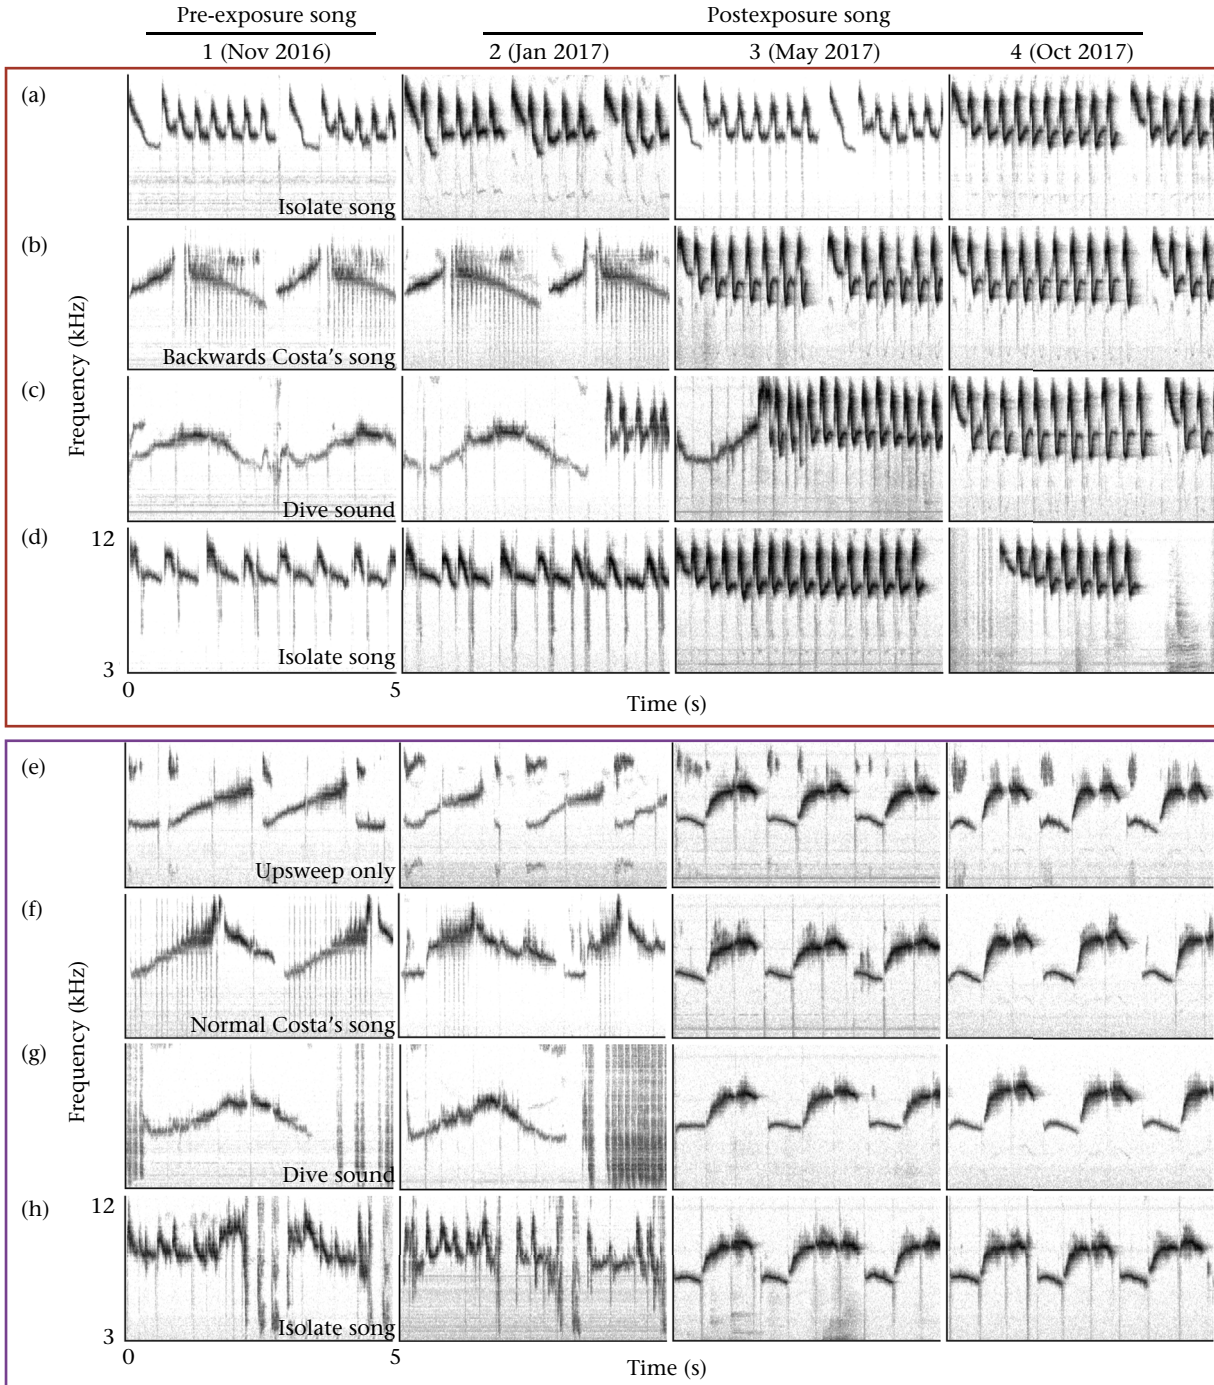 Pre-exposure song
Postexposure song
1 (Nov 2016)
2 (Jan 2017)
3 (May 2017)
4 (Oct 2017)
(a)
Isolate song
(b)
Backwards Costa's song
(c)
Dive sound
(d)
12
Isolate song
3
0
5
Time (s)
Frequency (kHz)
(e)
Upsweep only
(f)
Normal Costa's song
(g)
Dive sound
(h)
12
Isolate song
3
0
5
Time (s)
Frequency (kHz)